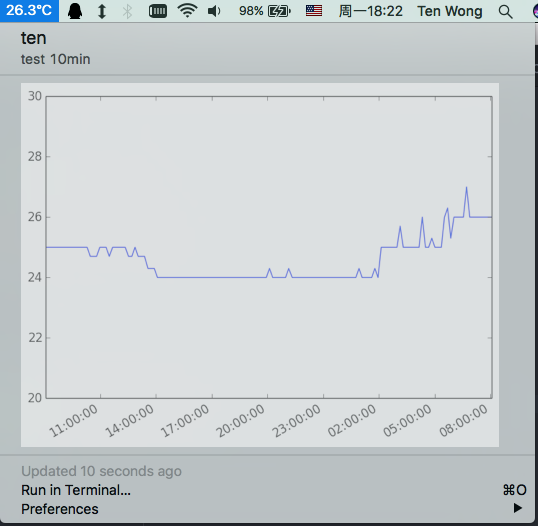 26.3°C 98% 周一18:22 Ten Wong
ten
test 10min
30
28
26
24
22
20
11:00:00 14:00:00 17:00:00 20:00:00 23:00:00 02:00:00 05:00:00 08:00:00
Updated 10 seconds ago
Run in Terminal... ⌘O
Preferences